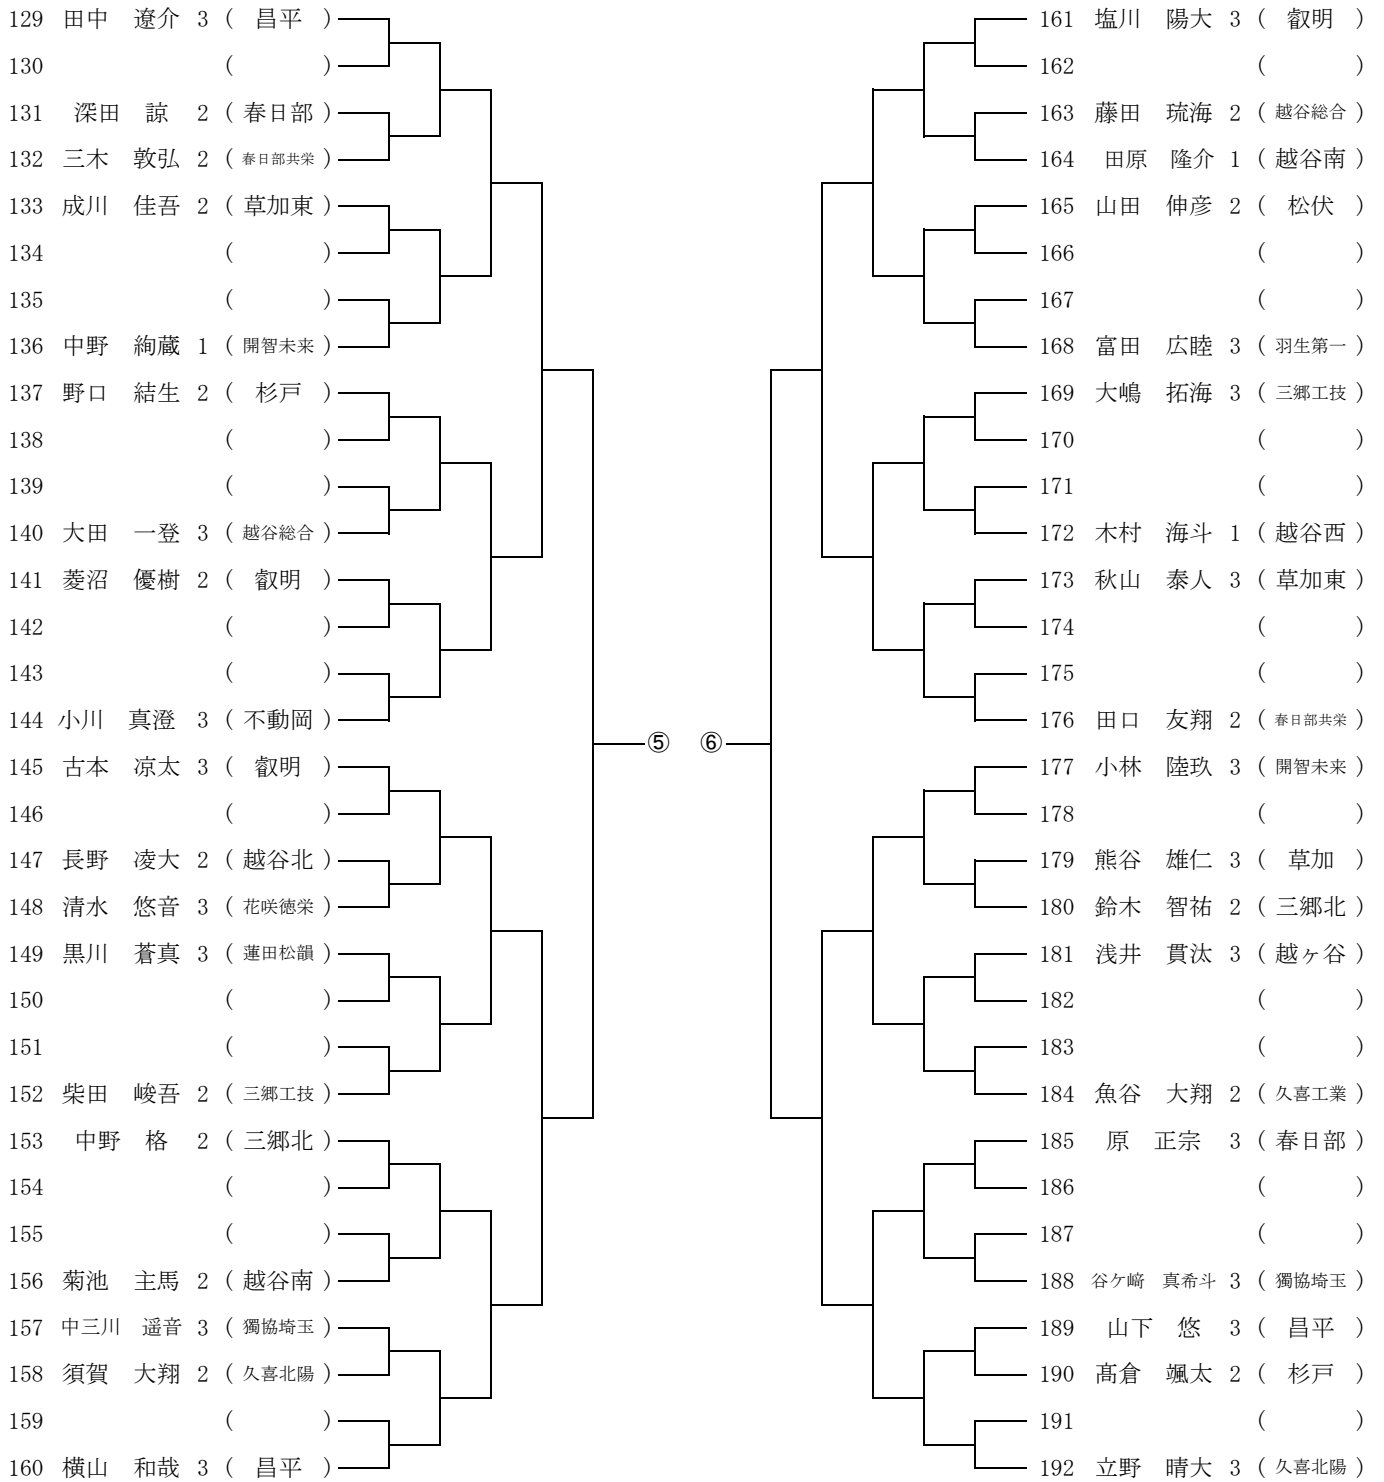 129 田中 遼介 3 ( 昌平 )
130 ( )
131 深田 諒 2 ( 春日部 )
132 三木 敦弘 2 ( 春日部共栄 )
133 成川 佳吾 2 ( 草加東 )
134 ( )
135 ( )
136 中野 絢蔵 1 ( 開智未来 )
137 野口 結生 2 ( 杉戸 )
138 ( )
139 ( )
140 大田 一登 3 ( 越谷総合 )
141 菱沼 優樹 2 ( 叡明 )
142 ( )
143 ( )
144 小川 真澄 3 ( 不動岡 )
145 古本 凉太 3 ( 叡明 )
146 ( )
147 長野 凌大 2 ( 越谷北 )
148 清水 悠音 3 ( 花咲徳栄 )
149 黒川 蒼真 3 ( 蓮田松韻 )
150 ( )
151 ( )
152 柴田 峻吾 2 ( 三郷工技 )
153 中野 格 2 ( 三郷北 )
154 ( )
155 ( )
156 菊池 主馬 2 ( 越谷南 )
157 中三川 遥音 3 ( 獨協埼玉 )
158 須賀 大翔 2 ( 久喜北陽 )
159 ( )
160 横山 和哉 3 ( 昌平 )
⑤ ⑥
161 塩川 陽大 3 ( 叡明 )
162 ( )
163 藤田 琉海 2 ( 越谷総合 )
164 田原 隆介 1 ( 越谷南 )
165 山田 伸彦 2 ( 松伏 )
166 ( )
167 ( )
168 富田 広睦 3 ( 羽生第一 )
169 大嶋 拓海 3 ( 三郷工技 )
170 ( )
171 ( )
172 木村 海斗 1 ( 越谷西 )
173 秋山 泰人 3 ( 草加東 )
174 ( )
175 ( )
176 田口 友翔 2 ( 春日部共栄 )
177 小林 陸玖 3 ( 開智未来 )
178 ( )
179 熊谷 雄仁 3 ( 草加 )
180 鈴木 智祐 2 ( 三郷北 )
181 浅井 貫汰 3 ( 越ヶ谷 )
182 ( )
183 ( )
184 魚谷 大翔 2 ( 久喜工業 )
185 原 正宗 3 ( 春日部 )
186 ( )
187 ( )
188 谷ケ﨑 真希斗 3 ( 獨協埼玉 )
189 山下 悠 3 ( 昌平 )
190 髙倉 颯太 2 ( 杉戸 )
191 ( )
192 立野 晴大 3 ( 久喜北陽 )